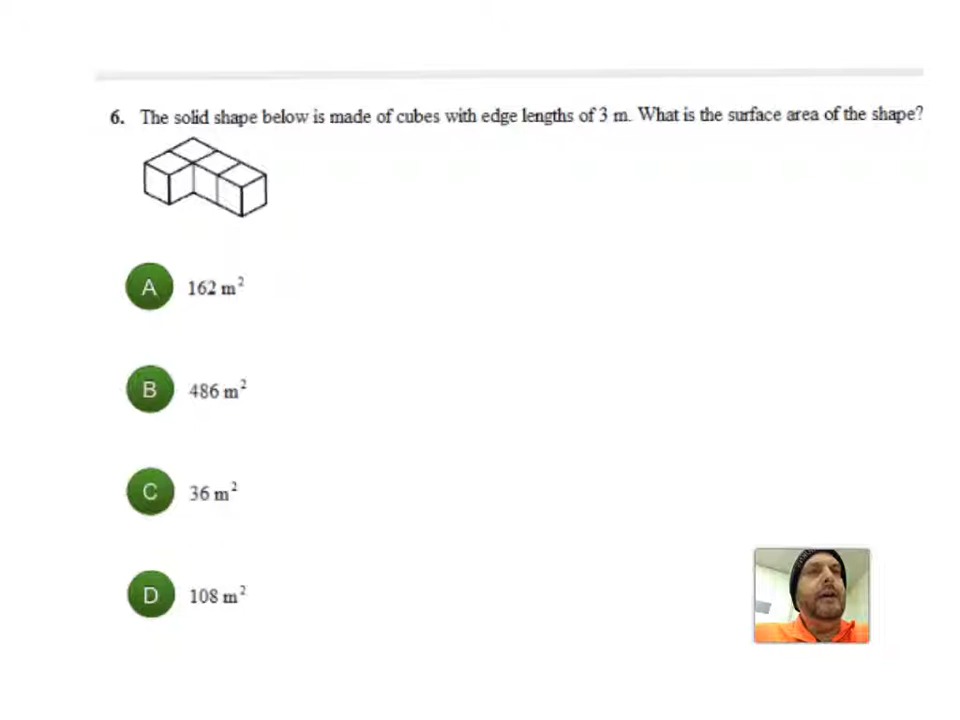 6. The solid shape below is made of cubes with edge lengths of 3 m. What is the surface area of the shape?
A 162 m²
B 486 m²
C 36 m²
D 108 m²